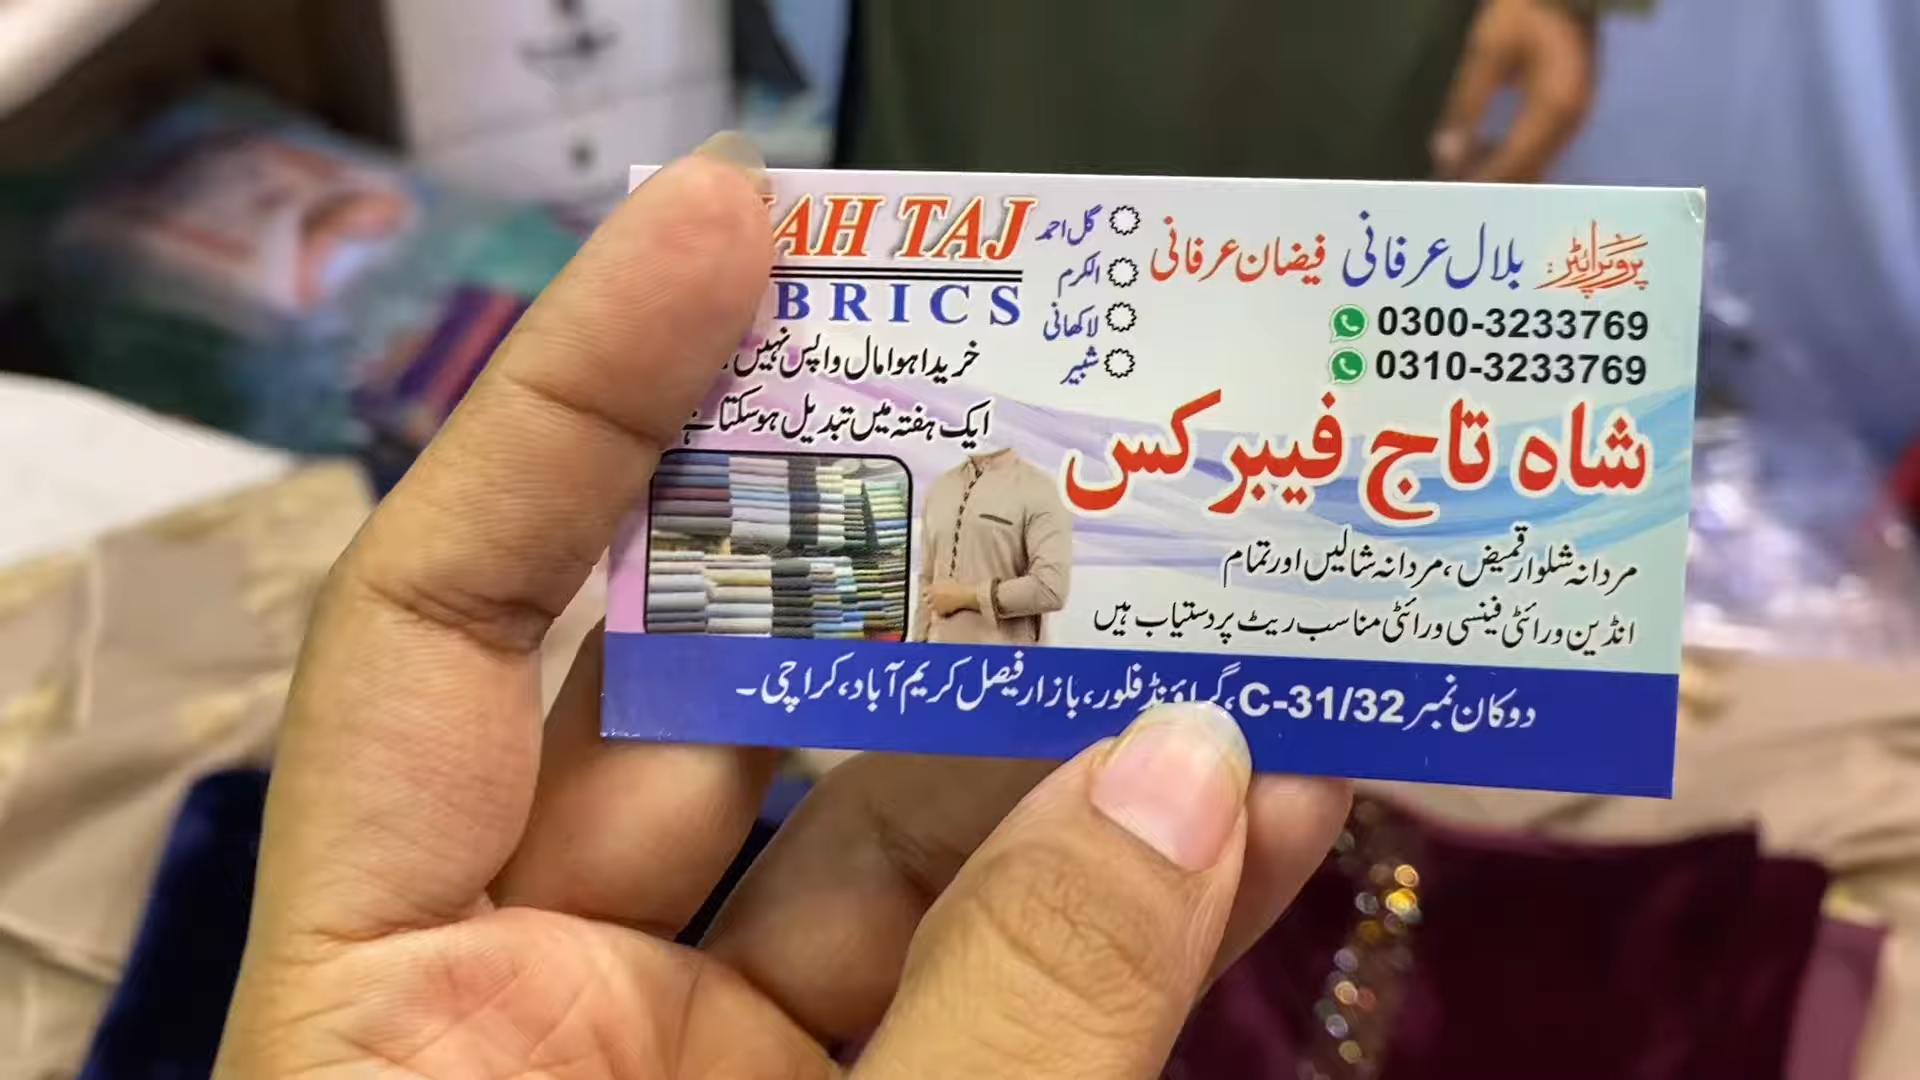 TAJ
گل احمد
الکرم
لاکھانی
شبیر
خریدا ہوا مال واپس نہیں
ایک ہفتہ میں تبدیل ہوسکتا ہے
پروپرائٹر:
بلال عرفانی فیضان عرفانی
0300-3233769
0310-3233769
شاہ تاج فیبرکس
مردانہ شلوار قمیض، مردانہ شالیں اور تمام
انڈین ورائٹی فینسی ورائٹی مناسب ریٹ پر دستیاب ہیں
دوکان نمبر C-31/32، گراؤنڈ فلور، بازار فیصل کریم آباد، کراچی۔